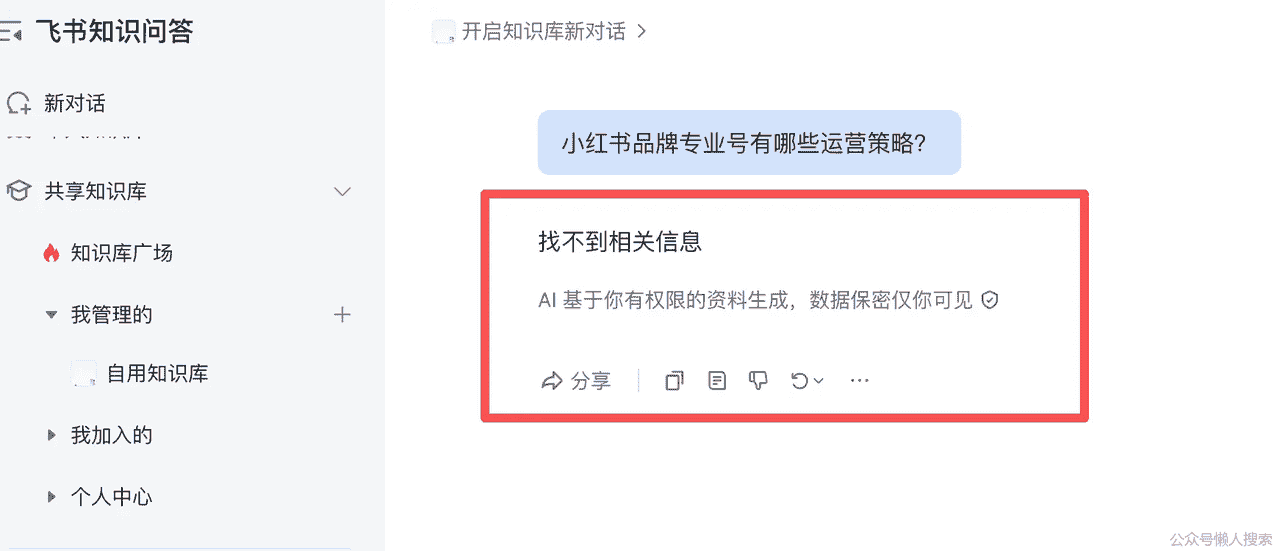 飞书知识问答
新对话
共享知识库
知识库广场
我管理的
自用知识库
我加入的
个人中心
开启知识库新对话
小红书品牌专业号有哪些运营策略?
找不到相关信息
AI 基于你有权限的资料生成，数据保密仅你可见
分享
公众号懒人搜索